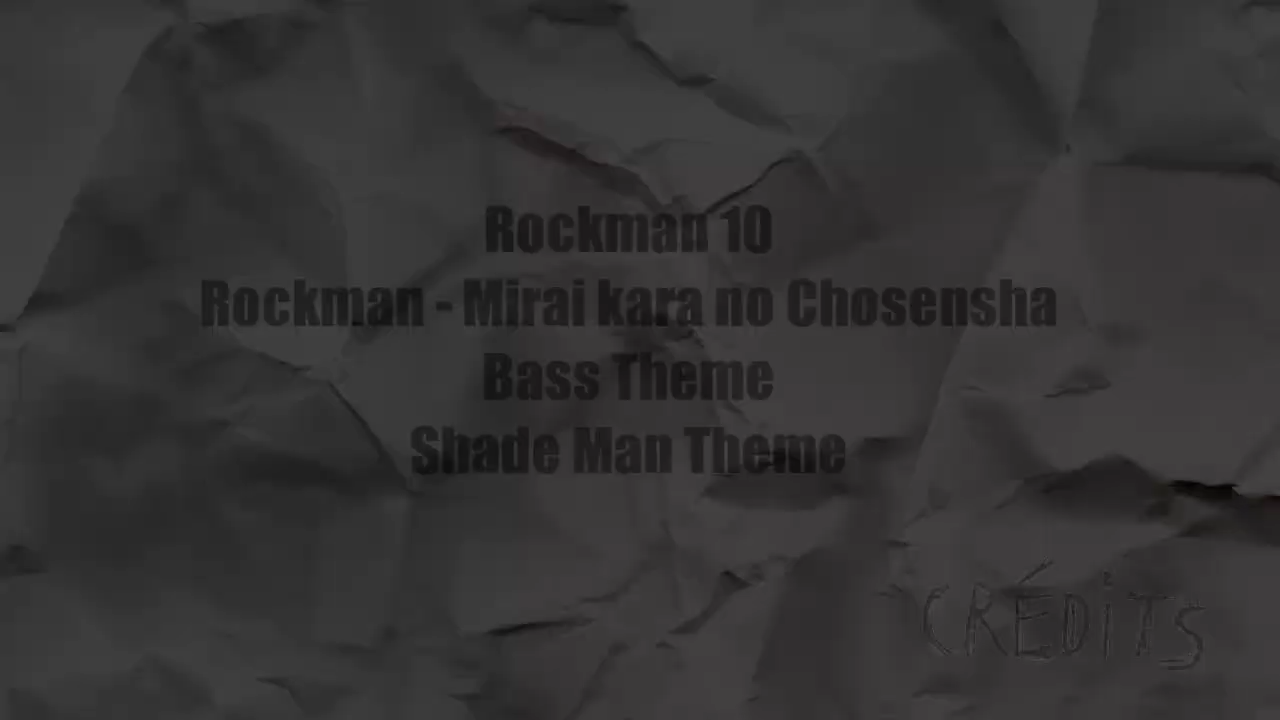 Rockman 10
Rockman - Mirai kara no Chosensha
Bass Theme
Shade Man Theme
CRÉDiTS